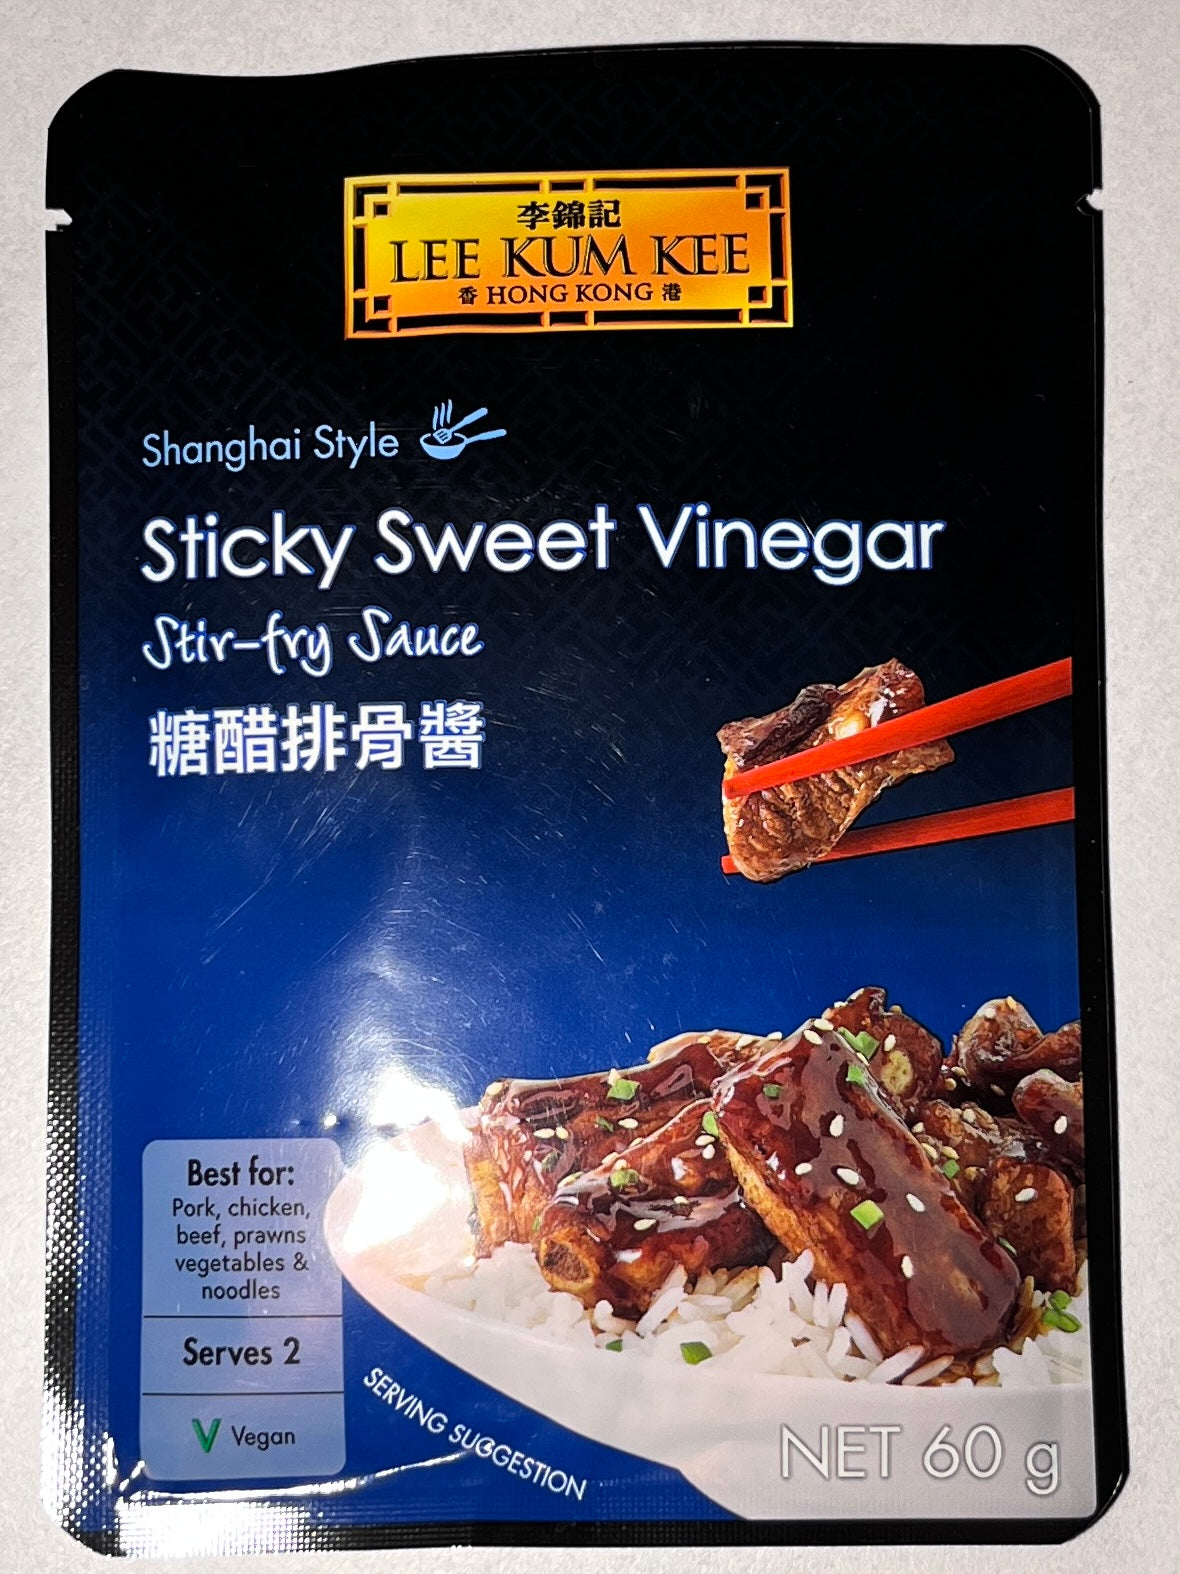 李錦記
LEE KUM KEE
香 HONG KONG 港
Shanghai Style
Sticky Sweet Vinegar
Stir-fry Sauce
糖醋排骨醬
Best for:
Pork, chicken,
beef, prawns
vegetables &
noodles
Serves 2
V Vegan
SERVING SUGGESTION
NET 60 g